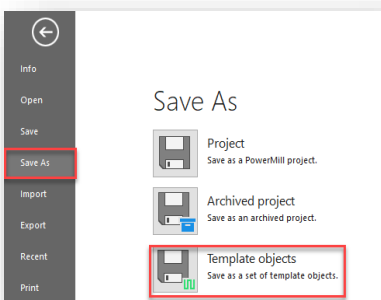 Info
Open
Save
Save As
Import
Export
Recent
Print
Save As
Project
Save as a PowerMill project.
Archived project
Save as an archived project.
Template objects
Save as a set of template objects.